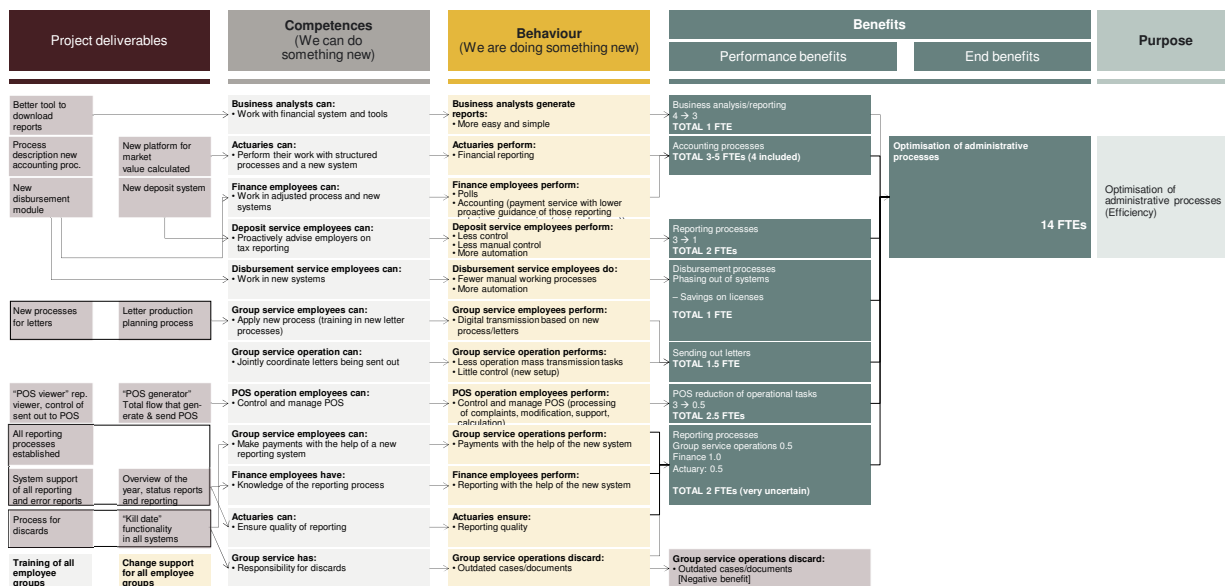 Project deliverables
Competences
(We can do
something new)
Behaviour
(We are doing something new)
Benefits
Performance benefits
End benefits
Purpose
Better tool to
download
reports
Process
description new
accounting proc.
New platform for
market
value calculated
New
disbursement
module
New deposit system
New processes
for letters
Letter production
planning process
“POS viewer” rep.
viewer, control of
sent out to POS
“POS generator”
Total flow that gen-
erate & send POS
All reporting
processes
established
System support
of all reporting
and error reports
Overview of the
year, status reports
and reporting
Process for
discards
“Kill date”
functionality
in all systems
Training of all
employee
groups
Change support
for all employee
groups
Business analysts can:
• Work with financial system and tools
Actuaries can:
• Perform their work with structured
processes and a new system
Finance employees can:
• Work in adjusted process and new
systems
Deposit service employees can:
• Proactively advise employers on
tax reporting
Disbursement service employees can:
• Work in new systems
Group service employees can:
• Apply new process (training in new letter
processes)
Group service operation can:
• Jointly coordinate letters being sent out
POS operation employees can:
• Control and manage POS
Group service employees can:
• Make payments with the help of a new
reporting system
Finance employees have:
• Knowledge of the reporting process
Actuaries can:
• Ensure quality of reporting
Group service has:
• Responsibility for discards
Business analysts generate
reports:
• More easy and simple
Actuaries perform:
• Financial reporting
Finance employees perform:
• Polls
• Accounting (payment service with lower
proactive guidance of those reporting
Deposit service employees perform:
• Less control
• Less manual control
• More automation
Disbursement service employees do:
• Fewer manual working processes
• More automation
Group service employees perform:
• Digital transmission based on new
process/letters
Group service operation performs:
• Less operation mass transmission tasks
• Little control (new setup)
POS operation employees perform:
• Control and manage POS (processing
of complaints, modification, support,
calculation)
Group service operations perform:
• Payments with the help of the new system
Finance employees perform:
• Reporting with the help of the new system
Actuaries ensure:
• Reporting quality
Group service operations discard:
• Outdated cases/documents
Business analysis/reporting
4 → 3
TOTAL 1 FTE
Accounting processes
TOTAL 3-5 FTEs (4 included)
Reporting processes
3 → 1
TOTAL 2 FTEs
Disbursement processes
Phasing out of systems
– Savings on licenses
TOTAL 1 FTE
Sending out letters
TOTAL 1.5 FTE
POS reduction of operational tasks
3 → 0.5
TOTAL 2.5 FTEs
Reporting processes
Group service operations 0.5
Finance 1.0
Actuary: 0.5
TOTAL 2 FTEs (very uncertain)
Group service operations discard:
• Outdated cases/documents
[Negative benefit]
Optimisation of administrative
processes
14 FTEs
Optimisation of
administrative processes
(Efficiency)